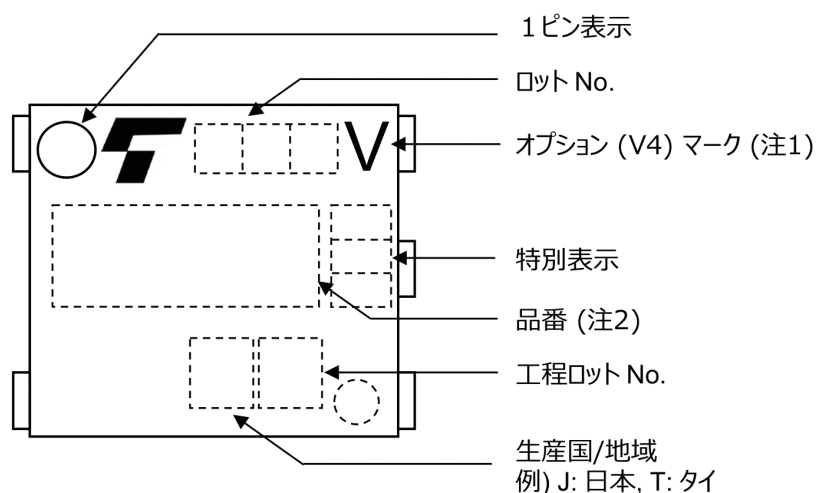 1ピン表示
ロット No.
V
オプション (V4) マーク (注1)
特別表示
品番 (注2)
工程ロット No.
生産国/地域
例) J: 日本, T: タイ